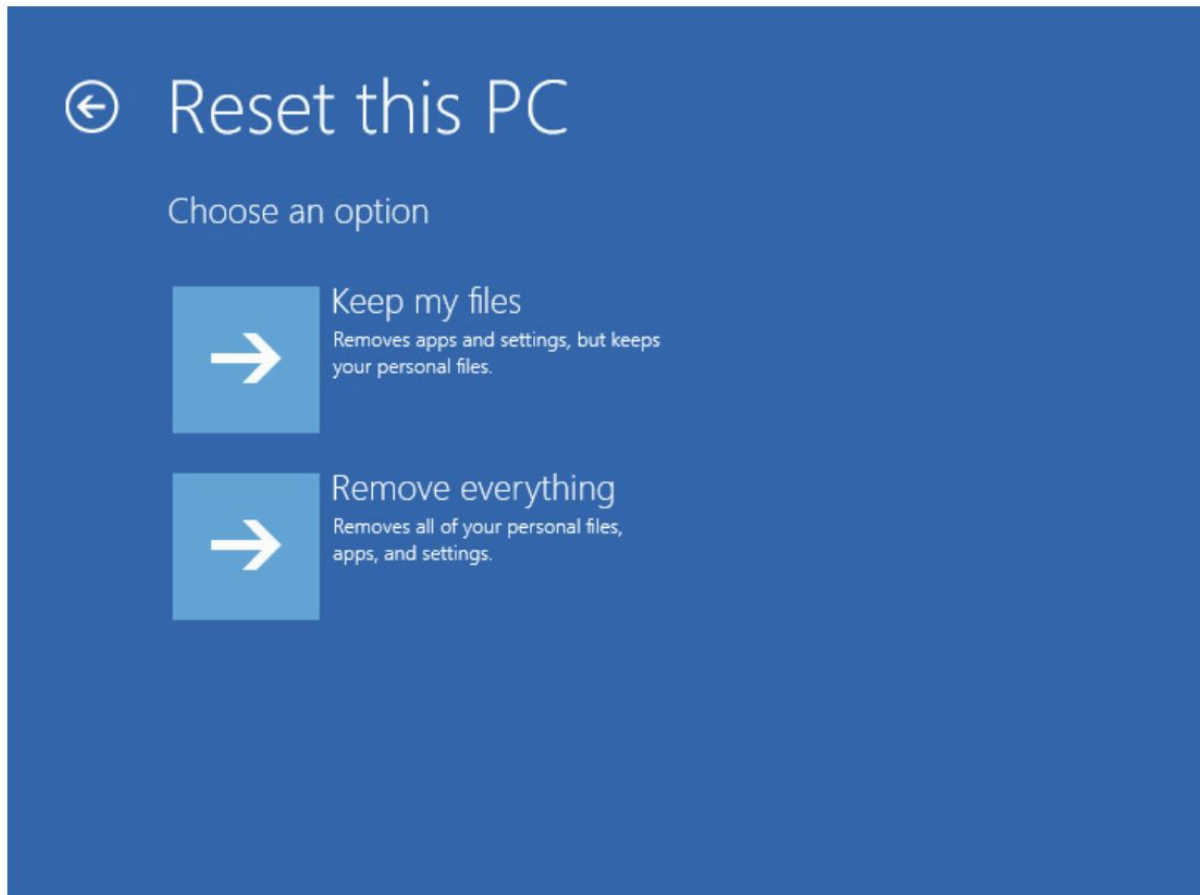 Reset this PC
Choose an option
Keep my files
Removes apps and settings, but keeps
your personal files.
Remove everything
Removes all of your personal files,
apps, and settings.